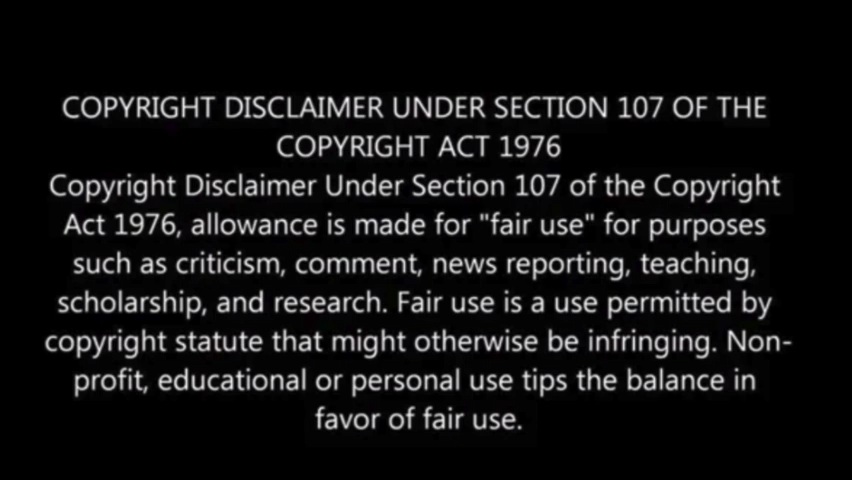 COPYRIGHT DISCLAIMER UNDER SECTION 107 OF THE
COPYRIGHT ACT 1976
Copyright Disclaimer Under Section 107 of the Copyright
Act 1976, allowance is made for "fair use" for purposes
such as criticism, comment, news reporting, teaching,
scholarship, and research. Fair use is a use permitted by
copyright statute that might otherwise be infringing. Non-
profit, educational or personal use tips the balance in
favor of fair use.